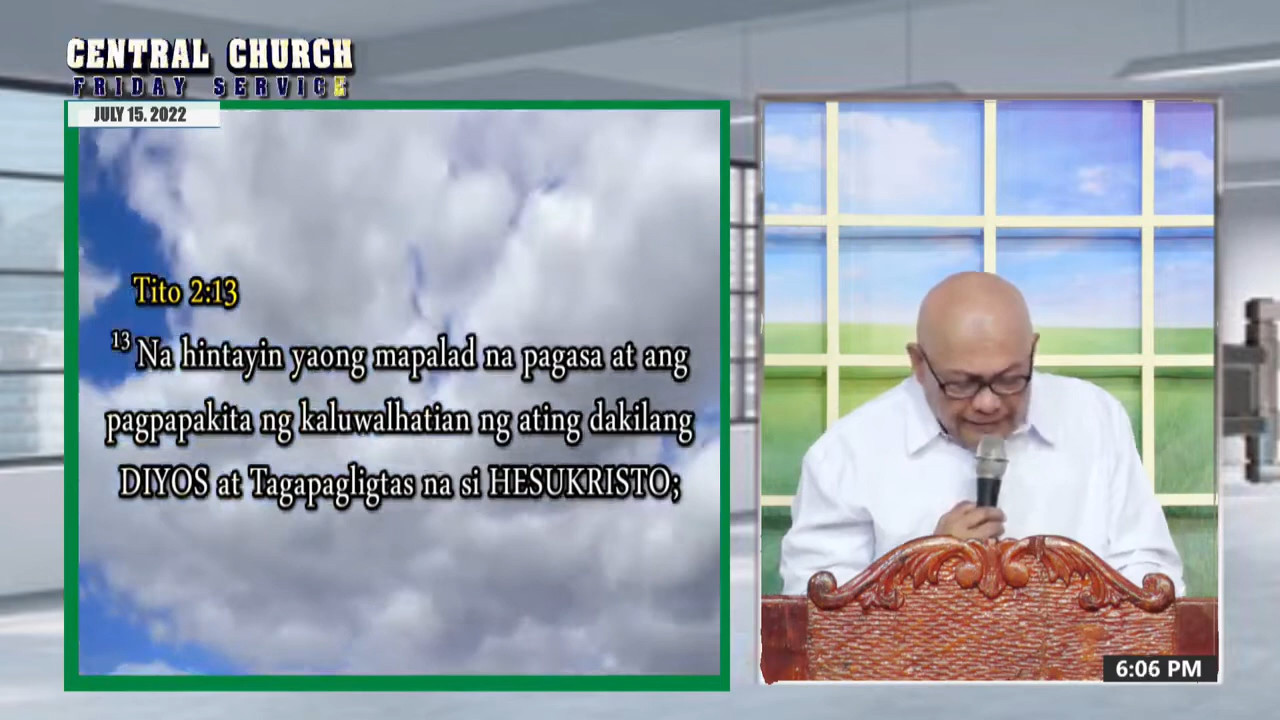 CENTRAL CHURCH
FRIDAY SERVICE
JULY 15. 2022
Tito 2:13
13 Na hintayin yaong mapalad na pagasa at ang
pagpapakita ng kaluwalhatian ng ating dakilang
DIYOS at Tagapagligtas na si HESUKRISTO;
6:06 PM